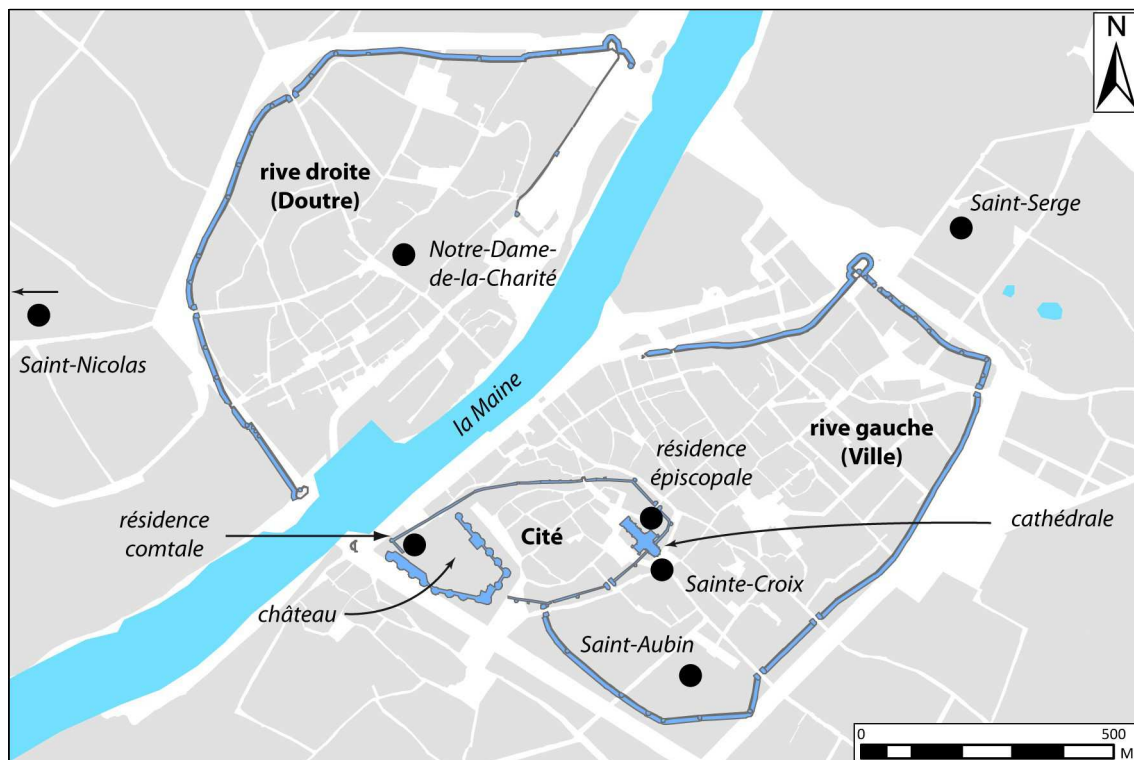 N
rive droite
(Doutre)
Saint-Serge
Notre-Dame-
de-la-Charité
Saint-Nicolas
la Maine
rive gauche
(Ville)
résidence
épiscopale
résidence
comtale
Cité
cathédrale
Sainte-Croix
château
Saint-Aubin
0
500
M